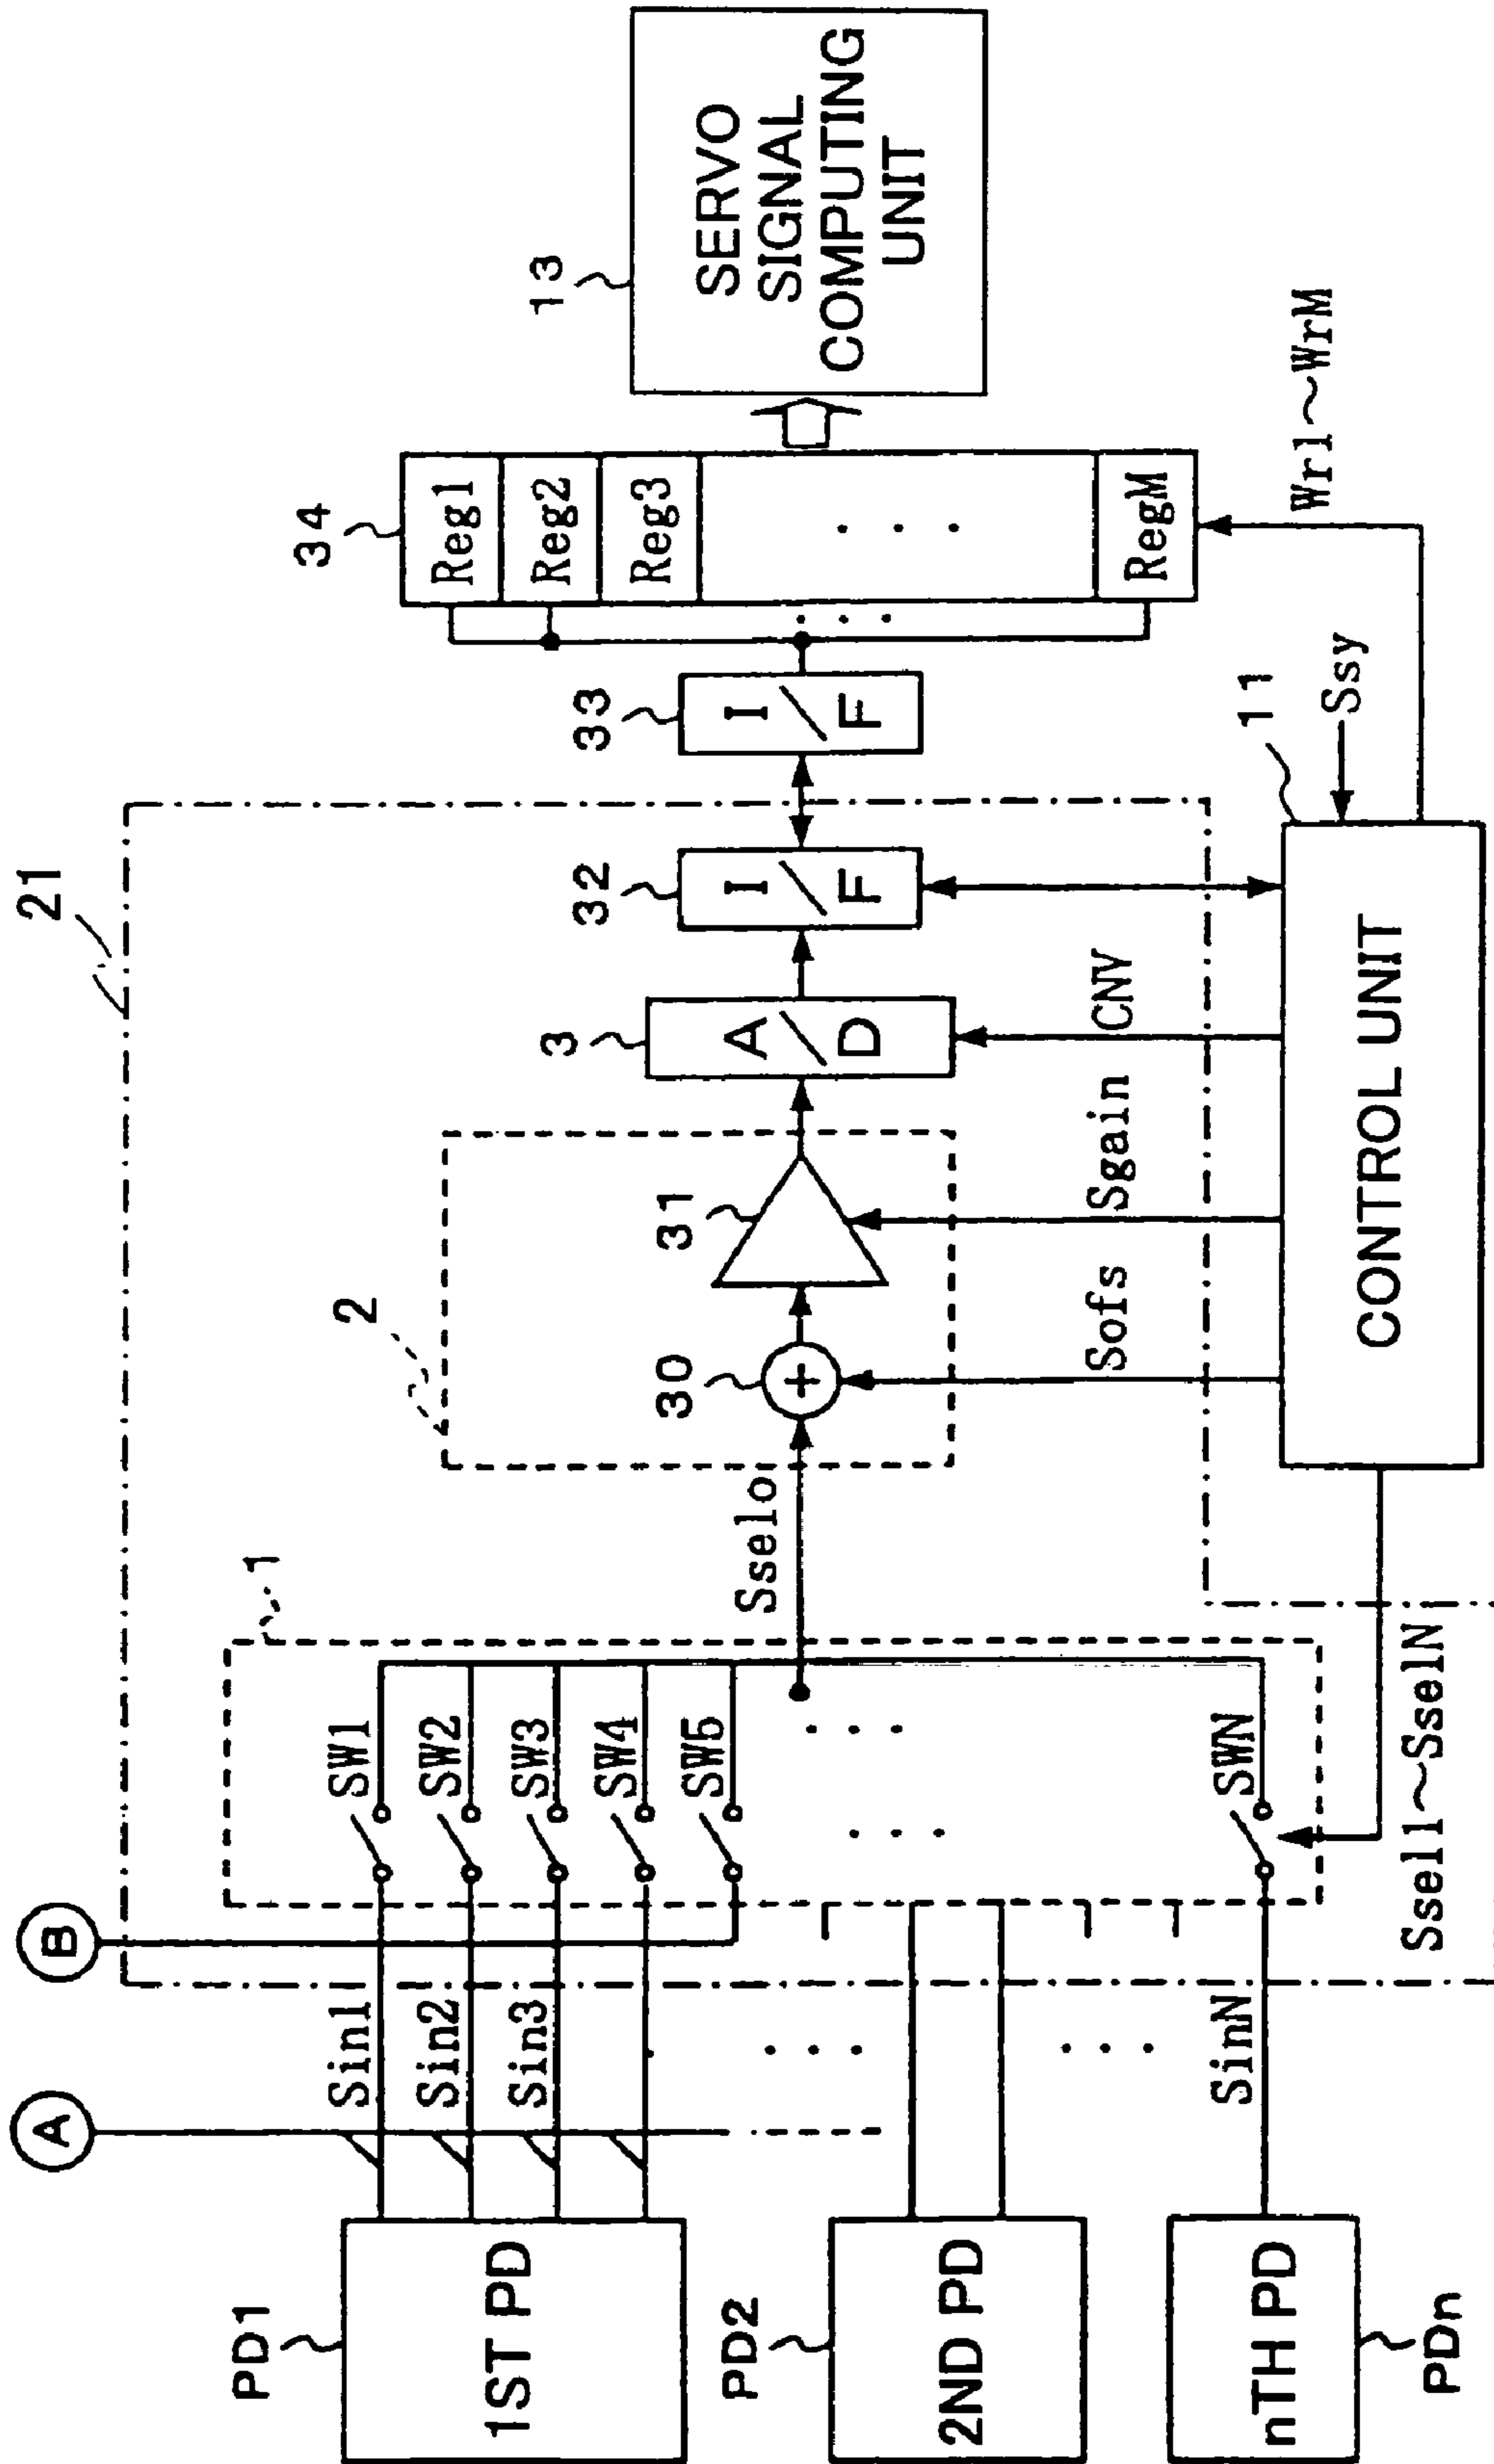 A
B
21
PD1
1ST PD
Sin1
Sin2
Sin3
SW1
SW2
SW3
SW4
SW5
1
PD2
2ND PD
nTH PD
PDn
SinN
SWN
Ssel1~SselN
Sselo
2
30
+
31
3
A/D
32
I/F
33
I/F
34
Reg1
Reg2
Reg3
RegM
13
SERVO
SIGNAL
COMPUTING
UNIT
Sofs
Sgain
CNV
11
Ssy
Wr1~WrM
CONTROL UNIT